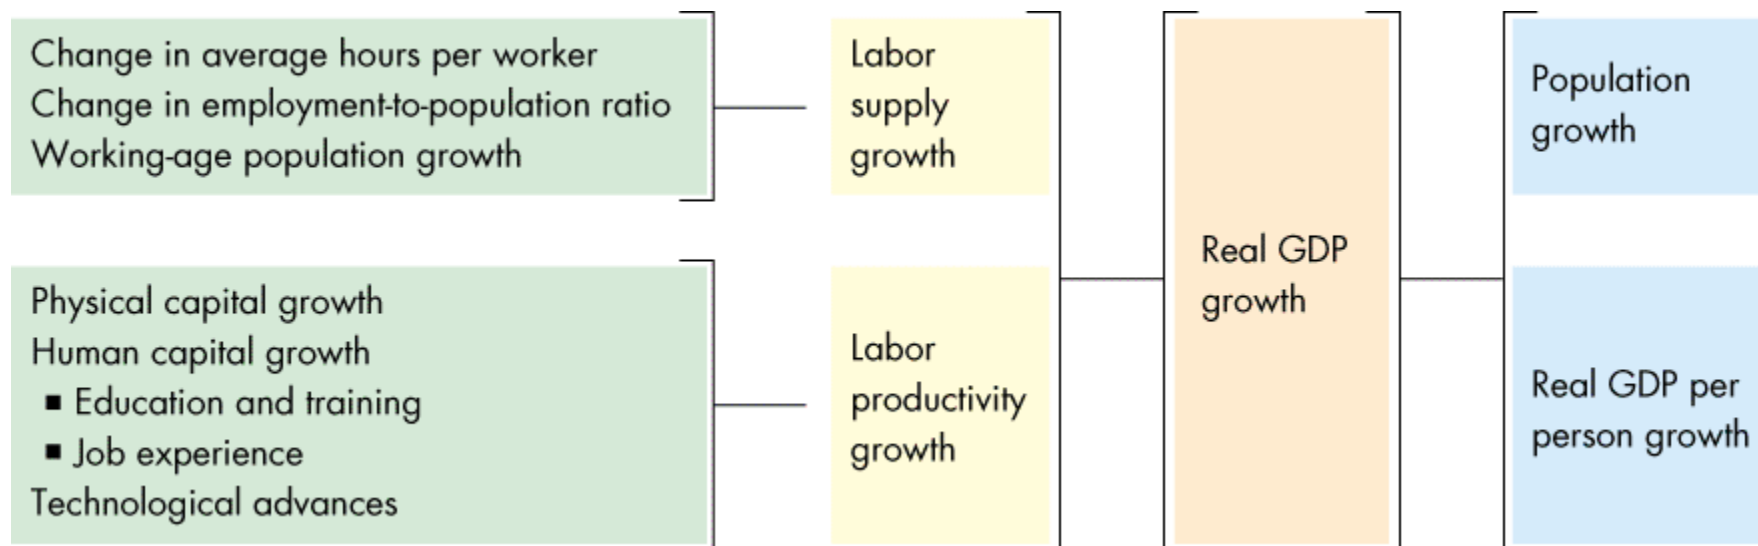 Change in average hours per worker
Change in employment-to-population ratio
Working-age population growth
Physical capital growth
Human capital growth
▪ Education and training
▪ Job experience
Technological advances
Labor
supply
growth
Labor
productivity
growth
Real GDP
growth
Population
growth
Real GDP per
person growth